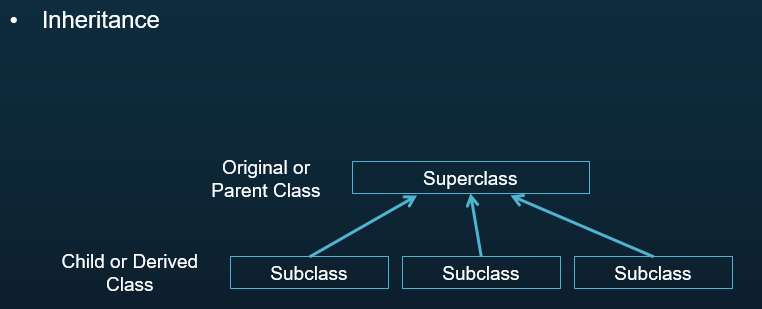 • Inheritance
Original or
Parent Class
Superclass
Child or Derived
Class
Subclass
Subclass
Subclass